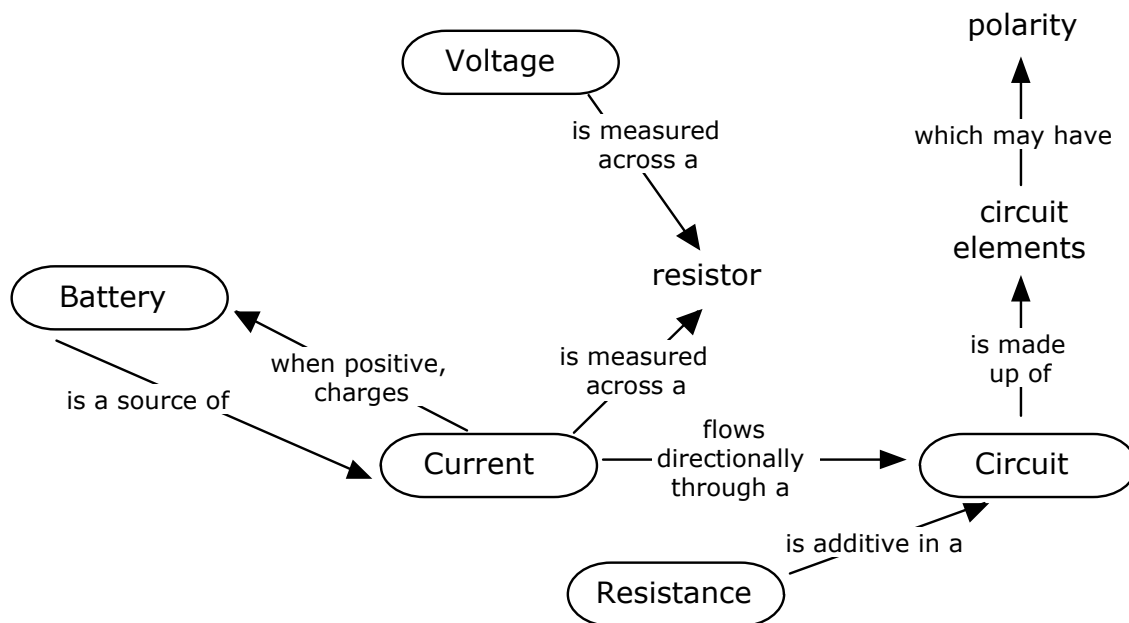 polarity
Voltage
is measured
across a
which may have
circuit
elements
resistor
Battery
when positive,
charges
is measured
across a
is made
up of
is a source of
flows
directionally
through a
Current
Circuit
is additive in a
Resistance